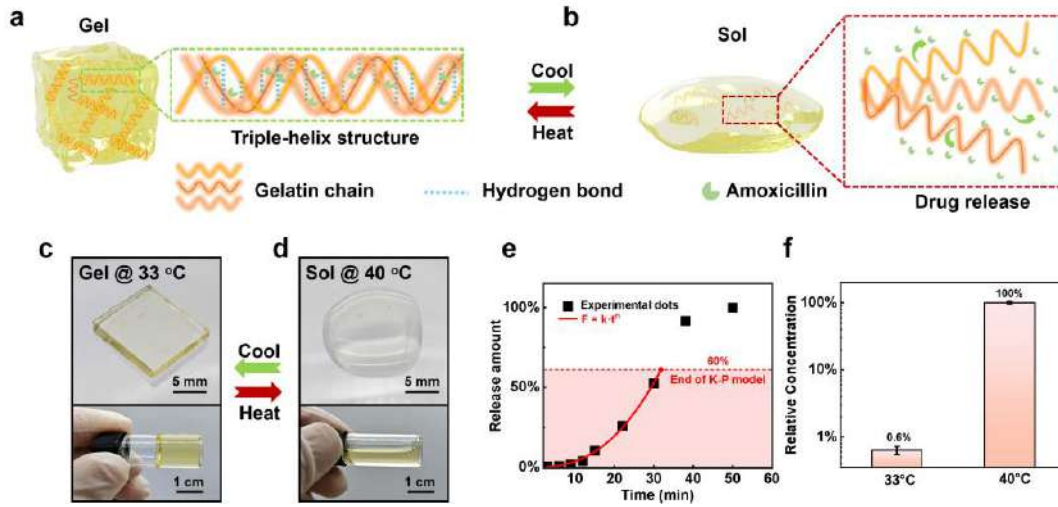 a
Gel
Triple-helix structure
Cool
Heat
b
Sol
Drug release
Gelatin chain
Hydrogen bond
Amoxicillin
c
Gel @ 33 °C
5 mm
1 cm
Cool
Heat
d
Sol @ 40 °C
5 mm
1 cm
e
Release amount
100%
50%
0%
Experimental dots
F = k·tⁿ
60%
End of K-P model
10 20 30 40 50 60
Time (min)
f
Relative Concentration
100%
10%
1%
0.6%
100%
33°C
40°C